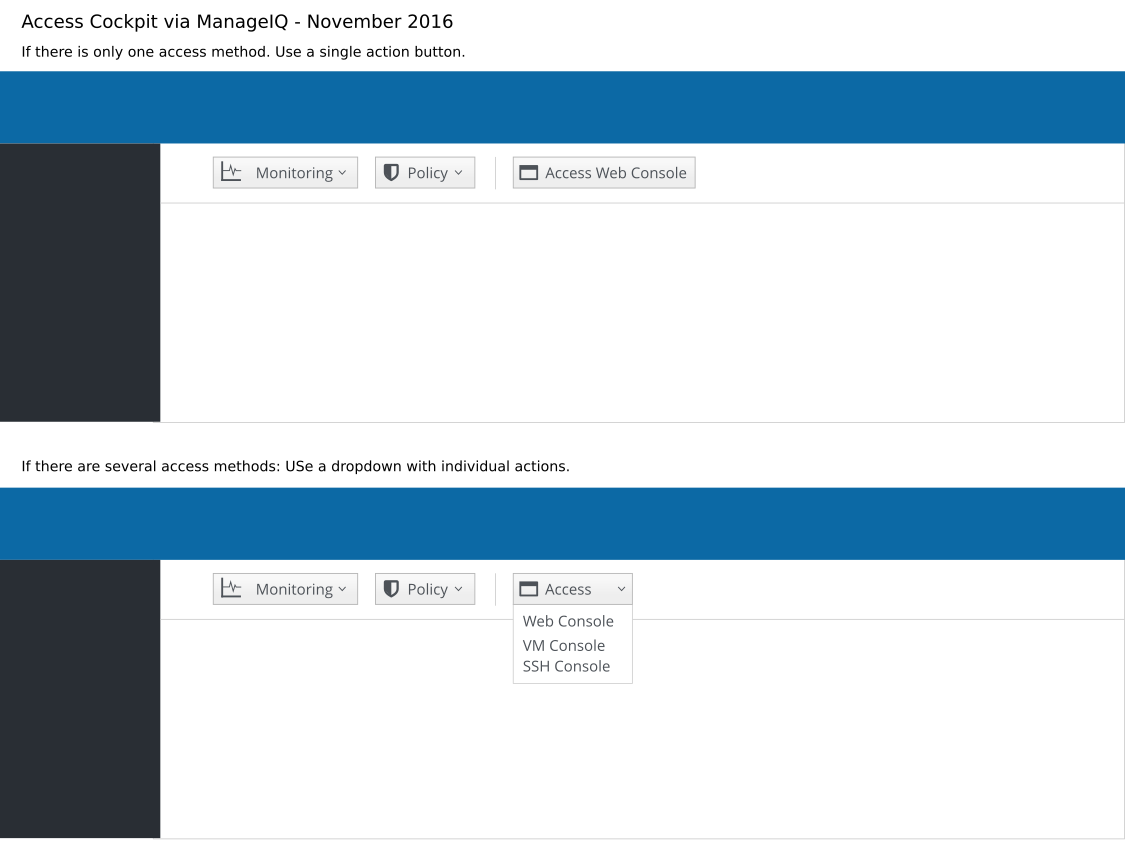 Access Cockpit via ManageIQ - November 2016
If there is only one access method. Use a single action button.
Monitoring Policy Access Web Console
If there are several access methods: USe a dropdown with individual actions.
Monitoring Policy Access
Web Console
VM Console
SSH Console